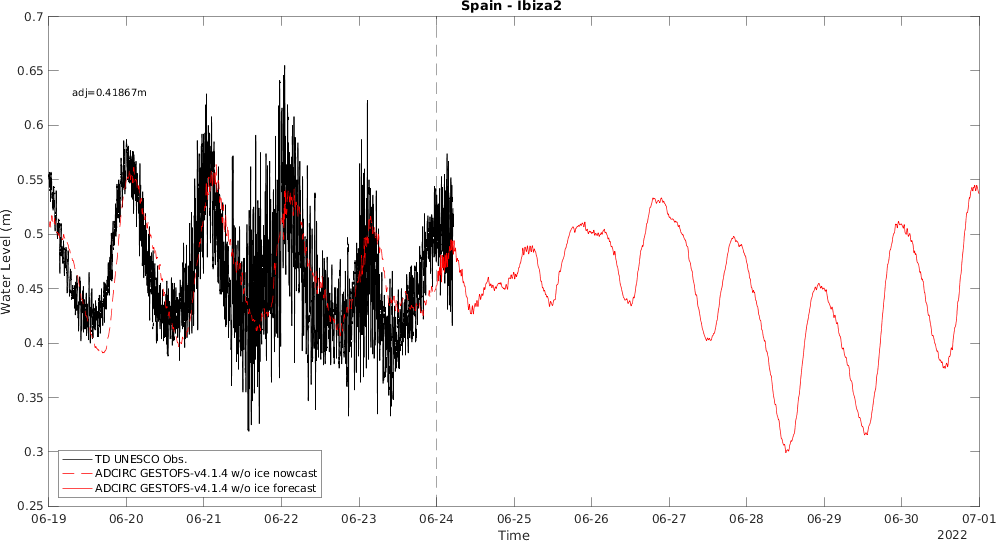 Spain - Ibiza2
0.7
0.65
0.6
0.55
0.5
0.45
0.4
0.35
0.3
0.25
Water Level (m)
adj=0.41867m
TD UNESCO Obs.
ADCIRC GESTOFS-v4.1.4 w/o ice nowcast
ADCIRC GESTOFS-v4.1.4 w/o ice forecast
06-19 06-20 06-21 06-22 06-23 06-24 06-25 06-26 06-27 06-28 06-29 06-30 07-01
Time
2022